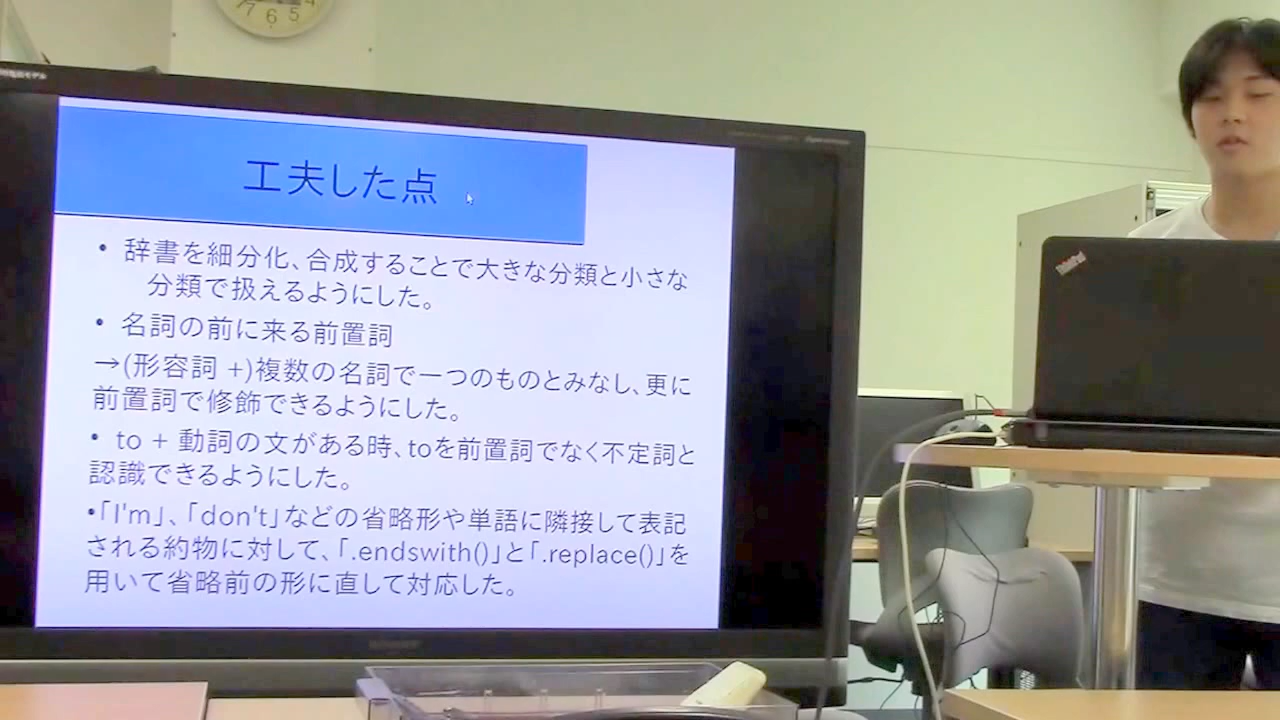 7 6 5 4
工夫した点
• 辞書を細分化、合成することで大きな分類と小さな
分類で扱えるようにした。
• 名詞の前に来る前置詞
→(形容詞 +)複数の名詞で一つのものとみなし、更に
前置詞で修飾できるようにした。
• to + 動詞の文がある時、toを前置詞でなく不定詞と
認識できるようにした。
•「I'm」、「don't」などの省略形や単語に隣接して表記
される約物に対して、「.endswith()」と「.replace()」を
用いて省略前の形に直して対応した。
ThinkPad